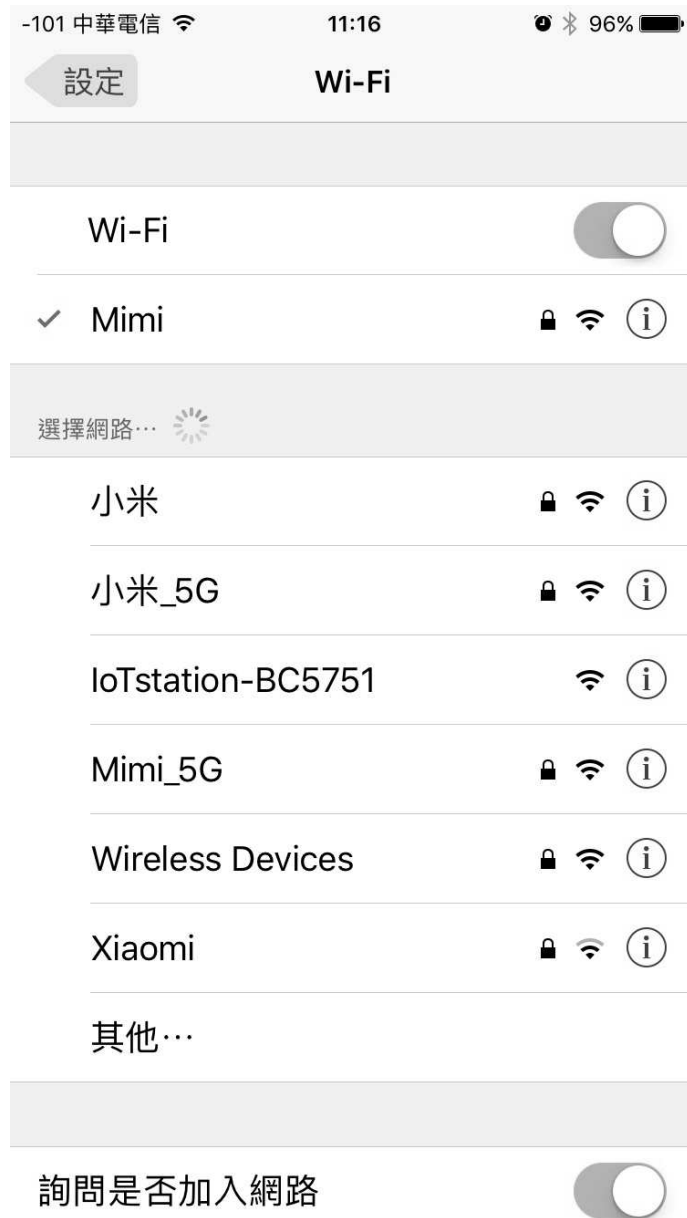 -101 中華電信 11:16 96%
設定 Wi-Fi
Wi-Fi
Mimi
選擇網路⋯
小米
小米_5G
IoTstation-BC5751
Mimi_5G
Wireless Devices
Xiaomi
其他⋯
詢問是否加入網路